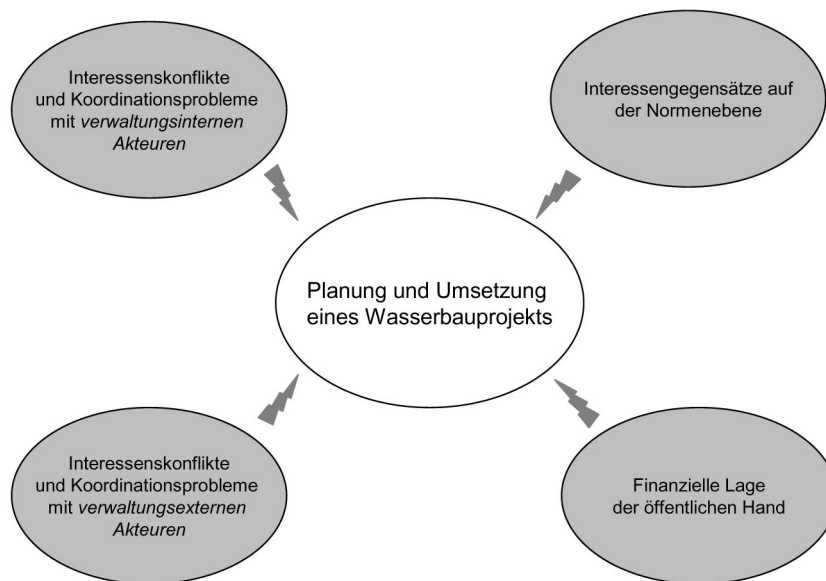 Interessenskonflikte
und Koordinationsprobleme
mit verwaltungsinternen
Akteuren
Interessengegensätze auf
der Normenebene
Planung und Umsetzung
eines Wasserbauprojekts
Interessenskonflikte
und Koordinationsprobleme
mit verwaltungsexternen
Akteuren
Finanzielle Lage
der öffentlichen Hand